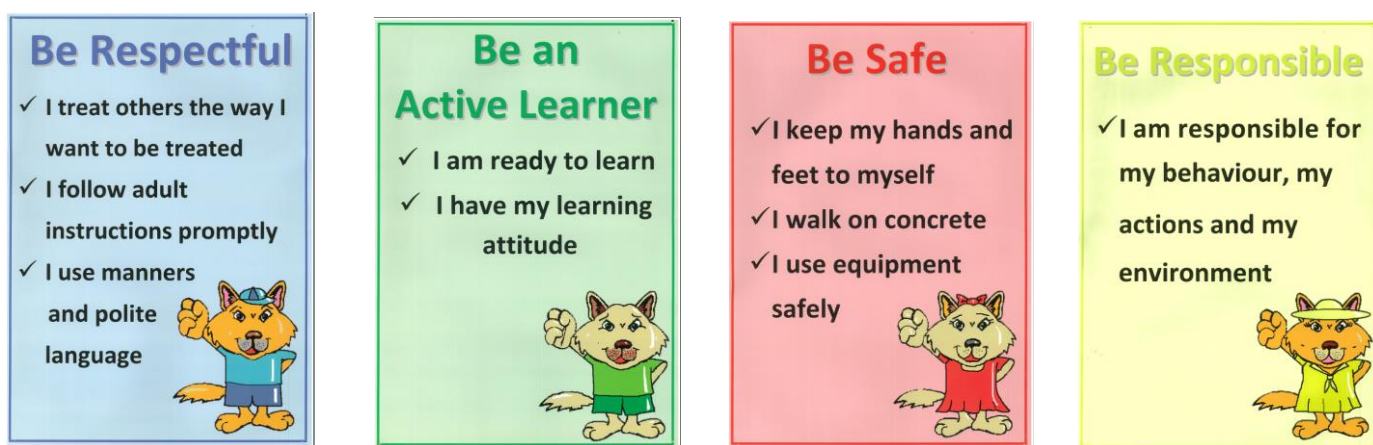 Be Respectful
✓ I treat others the way I
want to be treated
✓ I follow adult
instructions promptly
✓ I use manners
and polite
language
Be an
Active Learner
✓ I am ready to learn
✓ I have my learning
attitude
Be Safe
✓ I keep my hands and
feet to myself
✓ I walk on concrete
✓ I use equipment
safely
Be Responsible
✓ I am responsible for
my behaviour, my
actions and my
environment